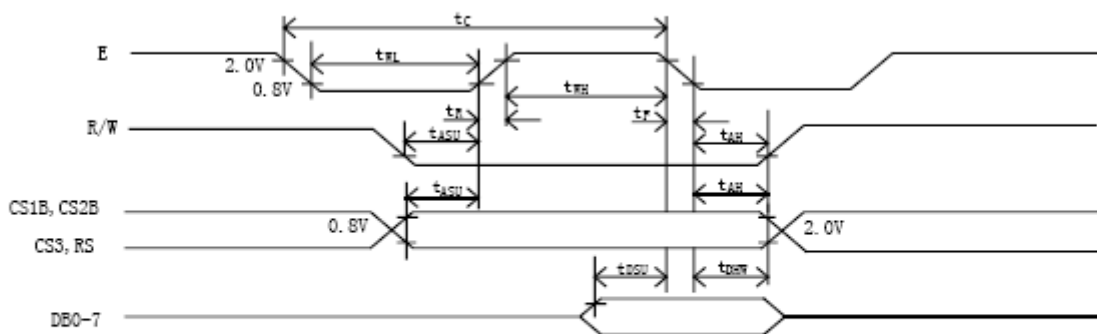 tC
E
2.0V
tWL
0.8V
tWH
tR
tF
R/W
tASU
tAH
tASU
tAH
CS1B, CS2B
0.8V
2.0V
CS3, RS
tDSU
tDHW
DB0-7